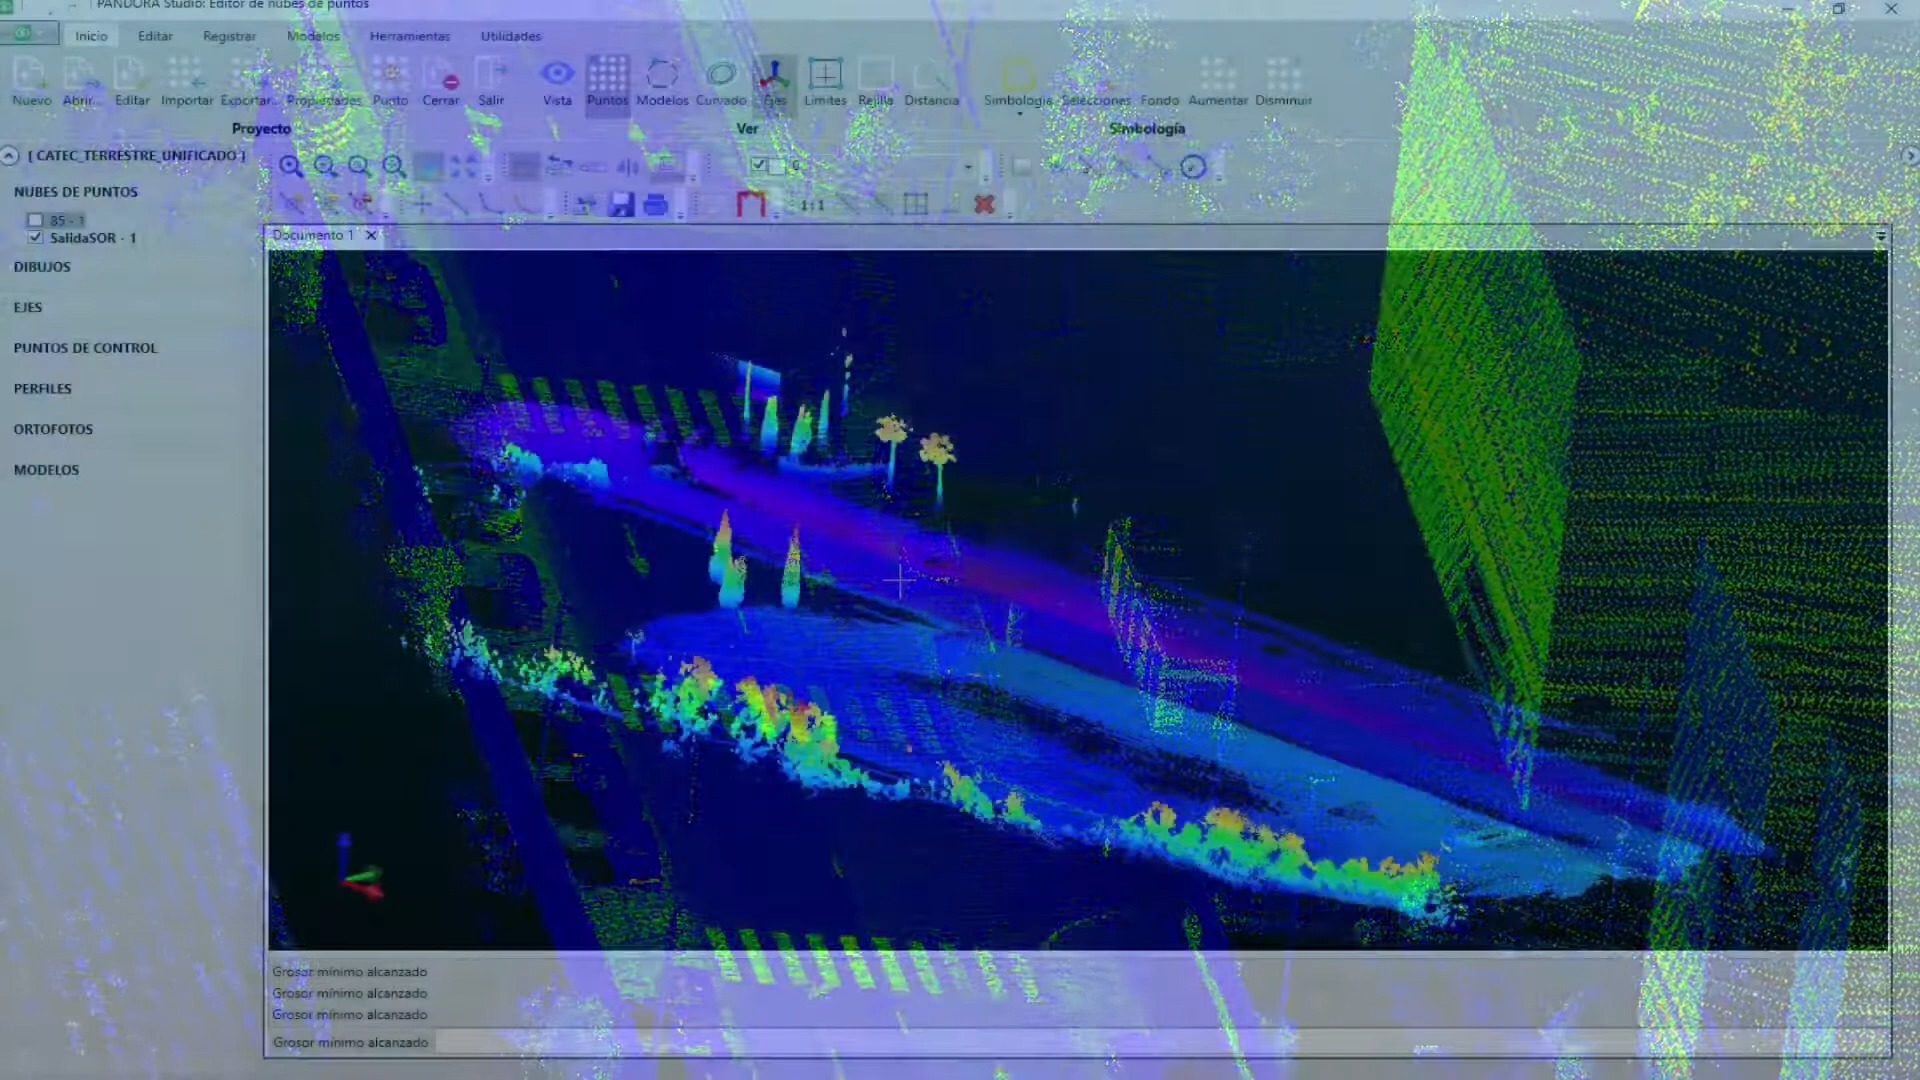 PANDORA Studio: Editor de nubes de puntos
Inicio Editar Registrar Modelos Herramientas Utilidades
Nuevo Abrir... Editar Importar Exportar... Propiedades Punto Cerrar Salir Vista Puntos Modelos Curvado Ejes Límites Rejilla Distancia Simbología Selecciones Fondo Aumentar Disminuir
Proyecto Ver Simbología
[ CATEC_TERRESTRE_UNIFICADO ]
NUBES DE PUNTOS
85 - 1
SalidaSOR - 1
DIBUJOS
EJES
PUNTOS DE CONTROL
PERFILES
ORTOFOTOS
MODELOS
1:1
Documento 1
Grosor mínimo alcanzado
Grosor mínimo alcanzado
Grosor mínimo alcanzado
Grosor mínimo alcanzado